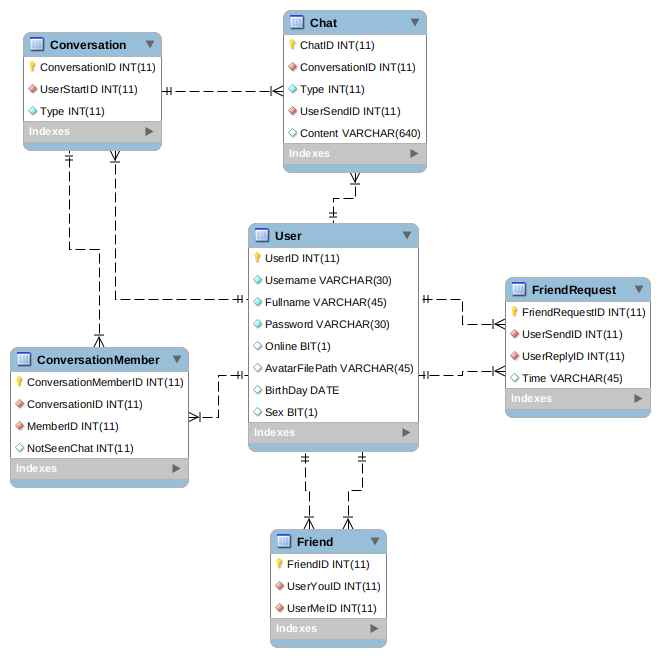 Conversation
ConversationID INT(11)
UserStartID INT(11)
Type INT(11)
Indexes
Chat
ChatID INT(11)
ConversationID INT(11)
Type INT(11)
UserSendID INT(11)
Content VARCHAR(640)
Indexes
User
UserID INT(11)
Username VARCHAR(30)
Fullname VARCHAR(45)
Password VARCHAR(30)
Online BIT(1)
AvatarFilePath VARCHAR(45)
BirthDay DATE
Sex BIT(1)
Indexes
FriendRequest
FriendRequestID INT(11)
UserSendID INT(11)
UserReplyID INT(11)
Time VARCHAR(45)
Indexes
ConversationMember
ConversationMemberID INT(11)
ConversationID INT(11)
MemberID INT(11)
NotSeenChat INT(11)
Indexes
Friend
FriendID INT(11)
UserYouID INT(11)
UserMeID INT(11)
Indexes